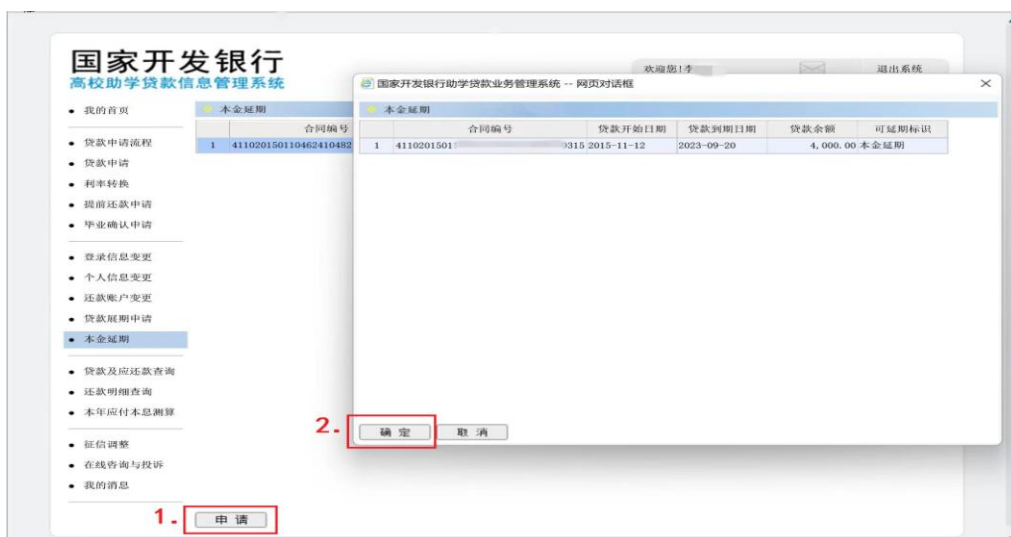 国家开发银行
高校助学贷款信息管理系统
欢迎您!李
退出系统
我的首页
贷款申请流程
贷款申请
利率转换
提前还款申请
毕业确认申请
登录信息变更
个人信息变更
还款账户变更
贷款展期申请
本金延期
贷款及应还款查询
还款明细查询
本年应付本息测算
征信调整
在线咨询与投诉
我的消息
本金延期
合同编号
1 411020150110462410482
1. 申请
国家开发银行助学贷款业务管理系统 -- 网页对话框
本金延期
合同编号 贷款开始日期 贷款到期日期 贷款余额 可延期标识
1 411020150 0315 2015-11-12 2023-09-20 4,000.00 本金延期
2. 确定 取消